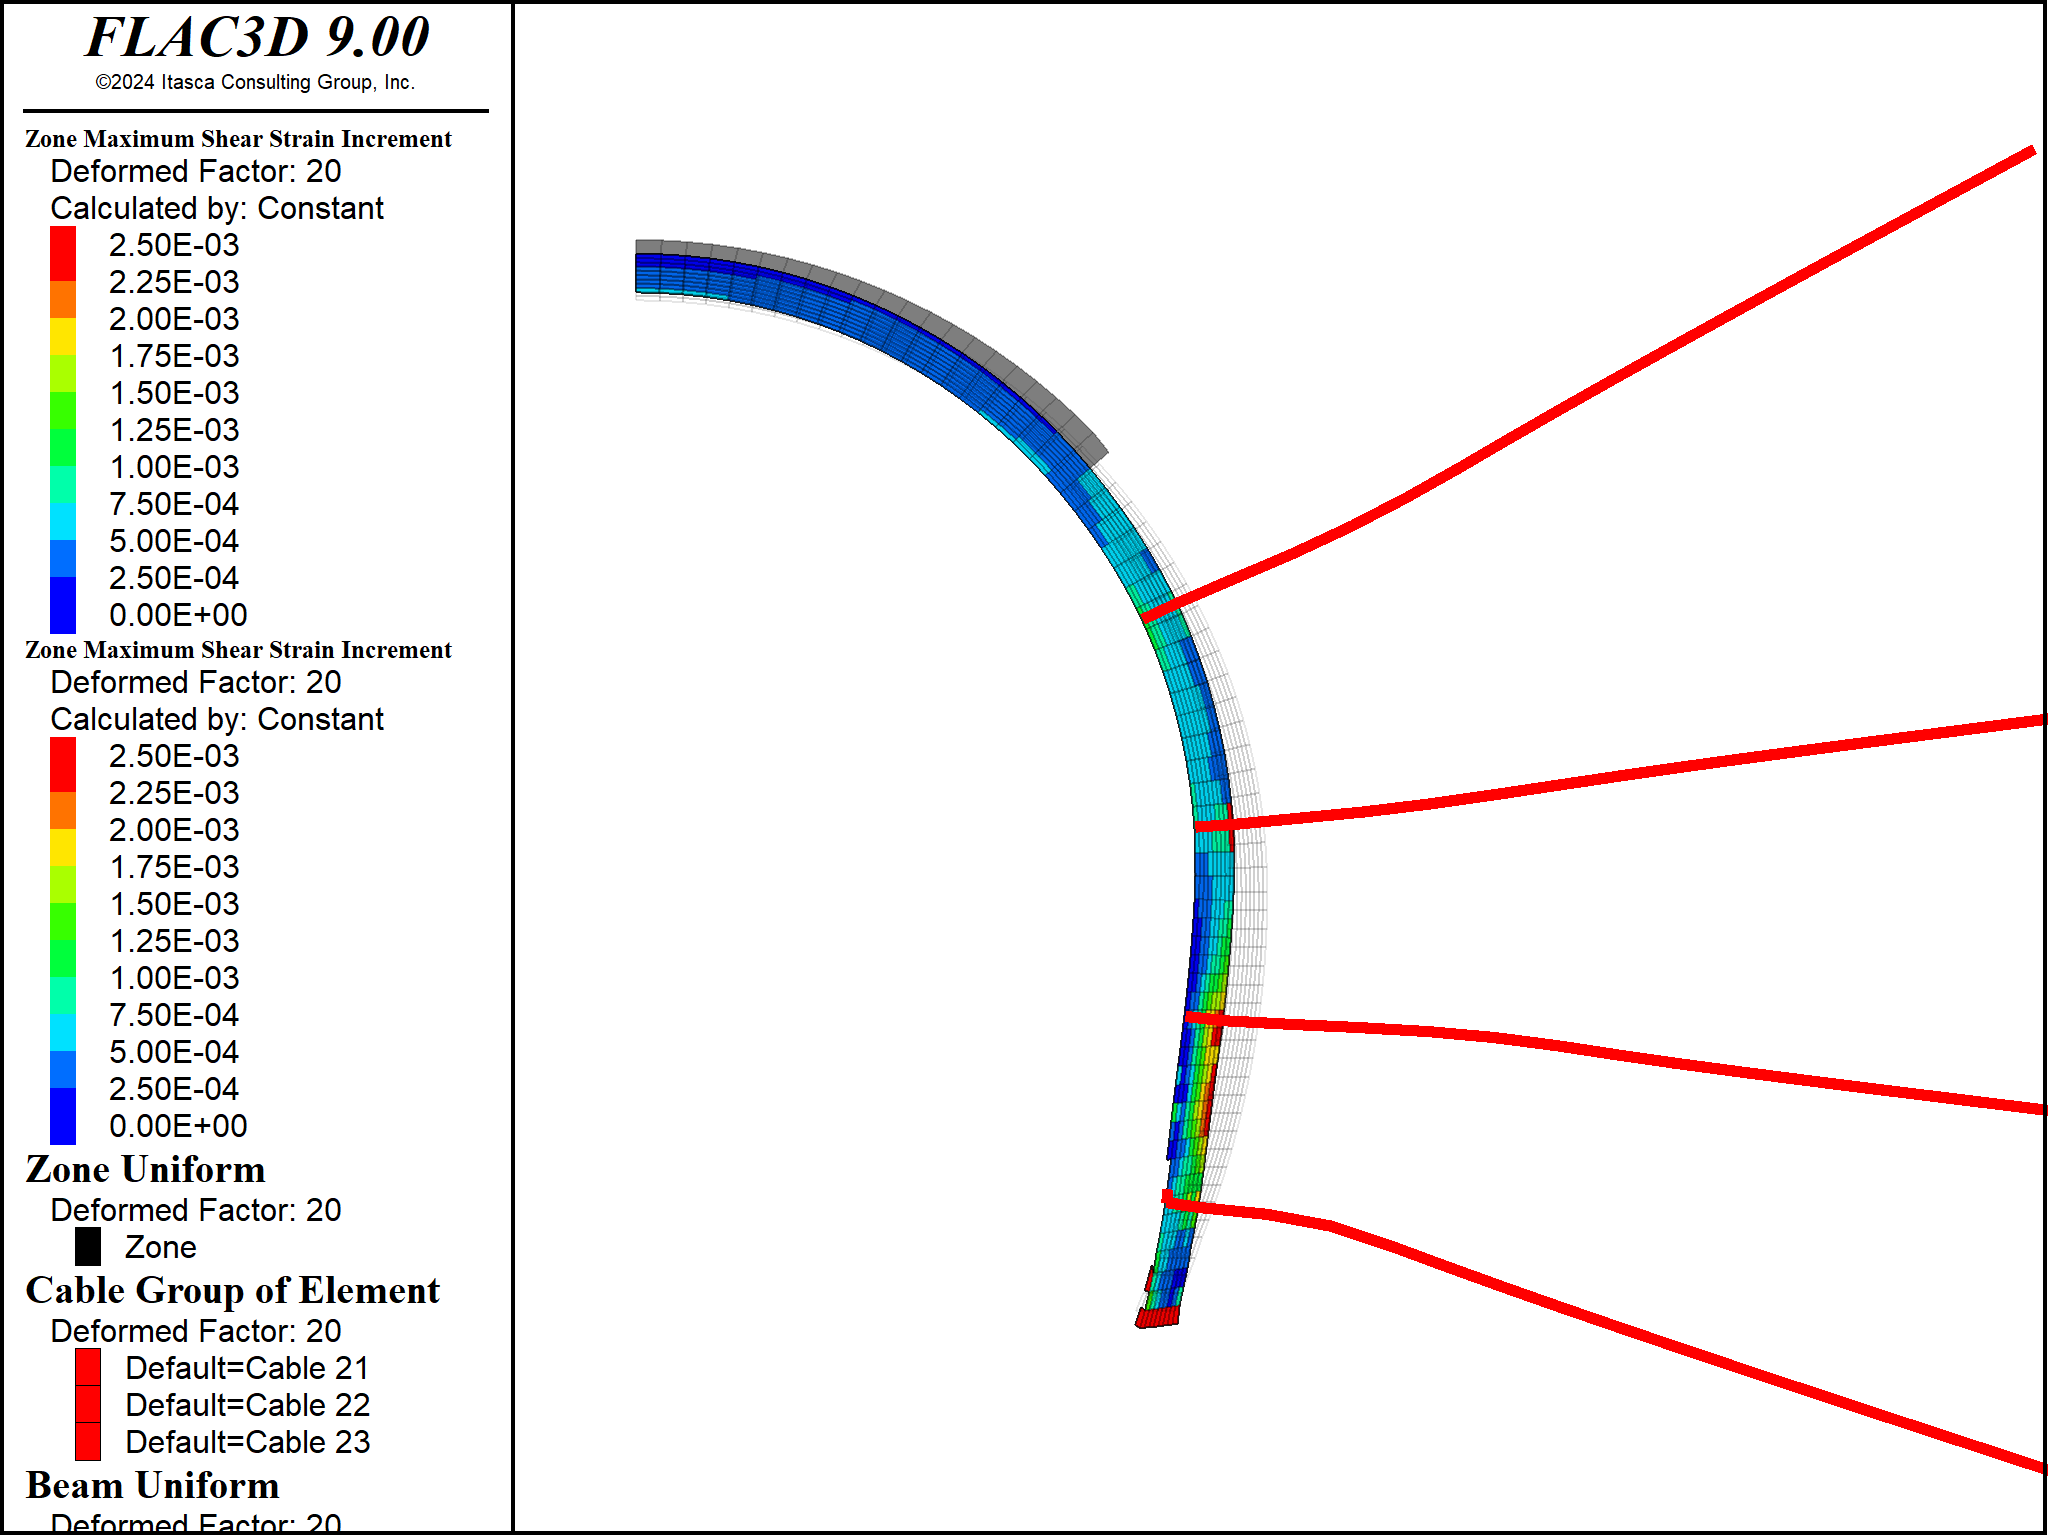 FLAC3D 9.00
©2024 Itasca Consulting Group, Inc.
Zone Maximum Shear Strain Increment
Deformed Factor: 20
Calculated by: Constant
2.50E-03
2.25E-03
2.00E-03
1.75E-03
1.50E-03
1.25E-03
1.00E-03
7.50E-04
5.00E-04
2.50E-04
0.00E+00
Zone Maximum Shear Strain Increment
Deformed Factor: 20
Calculated by: Constant
2.50E-03
2.25E-03
2.00E-03
1.75E-03
1.50E-03
1.25E-03
1.00E-03
7.50E-04
5.00E-04
2.50E-04
0.00E+00
Zone Uniform
Deformed Factor: 20
Zone
Cable Group of Element
Deformed Factor: 20
Default=Cable 21
Default=Cable 22
Default=Cable 23
Beam Uniform
Deformed Factor: 20